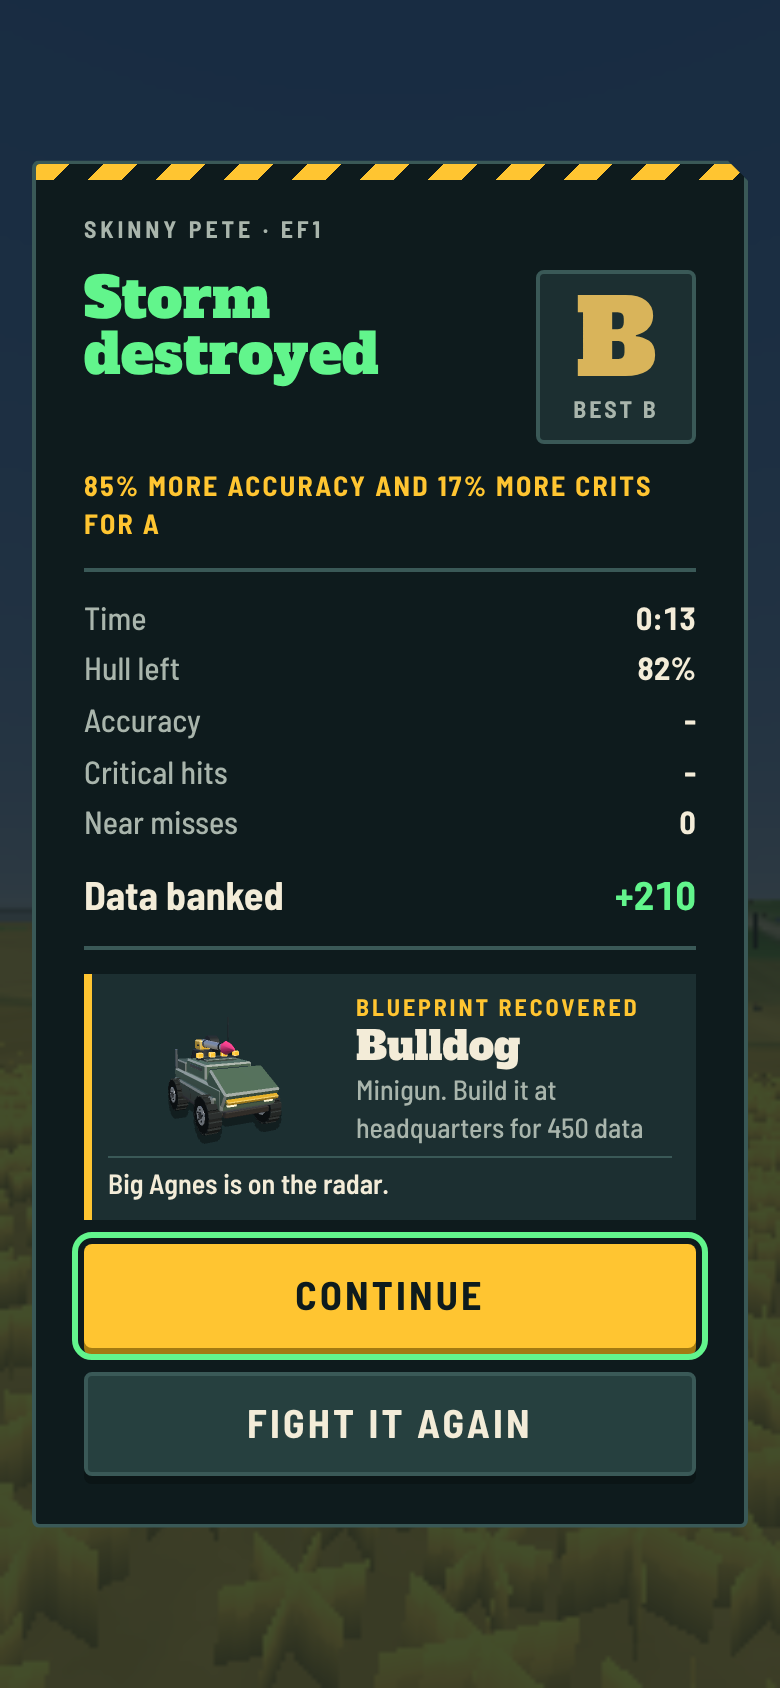 SKINNY PETE · EF1
Storm
destroyed
B
BEST B
85% MORE ACCURACY AND 17% MORE CRITS
FOR A
Time 0:13
Hull left 82%
Accuracy -
Critical hits -
Near misses 0
Data banked +210
BLUEPRINT RECOVERED
Bulldog
Minigun. Build it at
headquarters for 450 data
Big Agnes is on the radar.
CONTINUE
FIGHT IT AGAIN